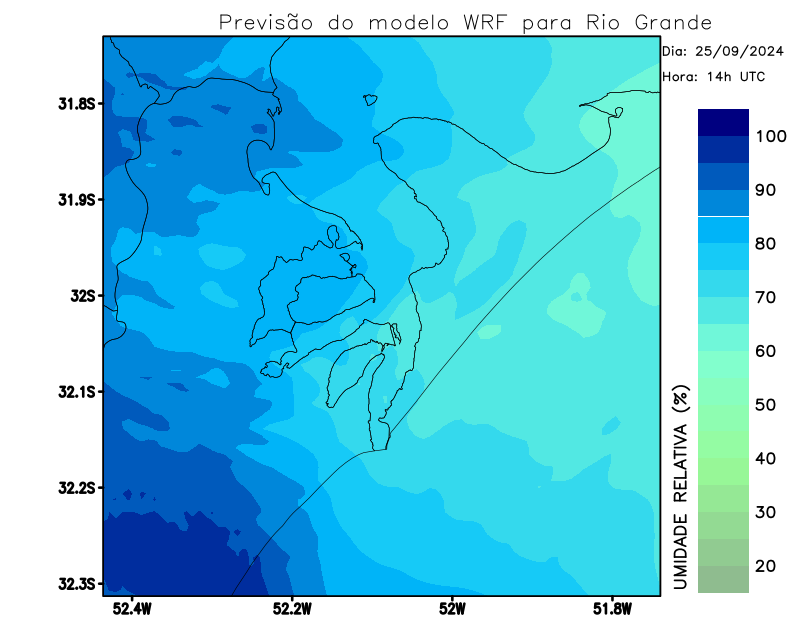 Previsão do modelo WRF para Rio Grande
Dia: 25/09/2024
Hora: 14h UTC
31.8S
31.9S
32S
32.1S
32.2S
32.3S
52.4W
52.2W
52W
51.8W
UMIDADE RELATIVA (%)
100
90
80
70
60
50
40
30
20